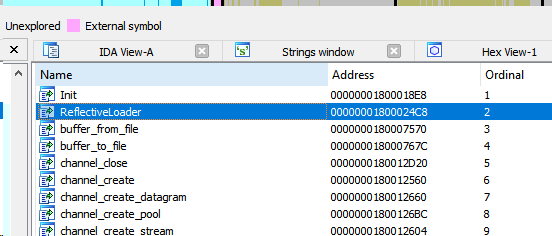 Unexplored External symbol
IDA View-A Strings window Hex View-1
Name Address Ordinal
Init 00000001800018E8 1
ReflectiveLoader 00000001800024C8 2
buffer_from_file 0000000180007570 3
buffer_to_file 000000018000767C 4
channel_close 0000000180012D20 5
channel_create 0000000180012560 6
channel_create_datagram 0000000180012660 7
channel_create_pool 00000001800126BC 8
channel_create_stream 0000000180012604 9